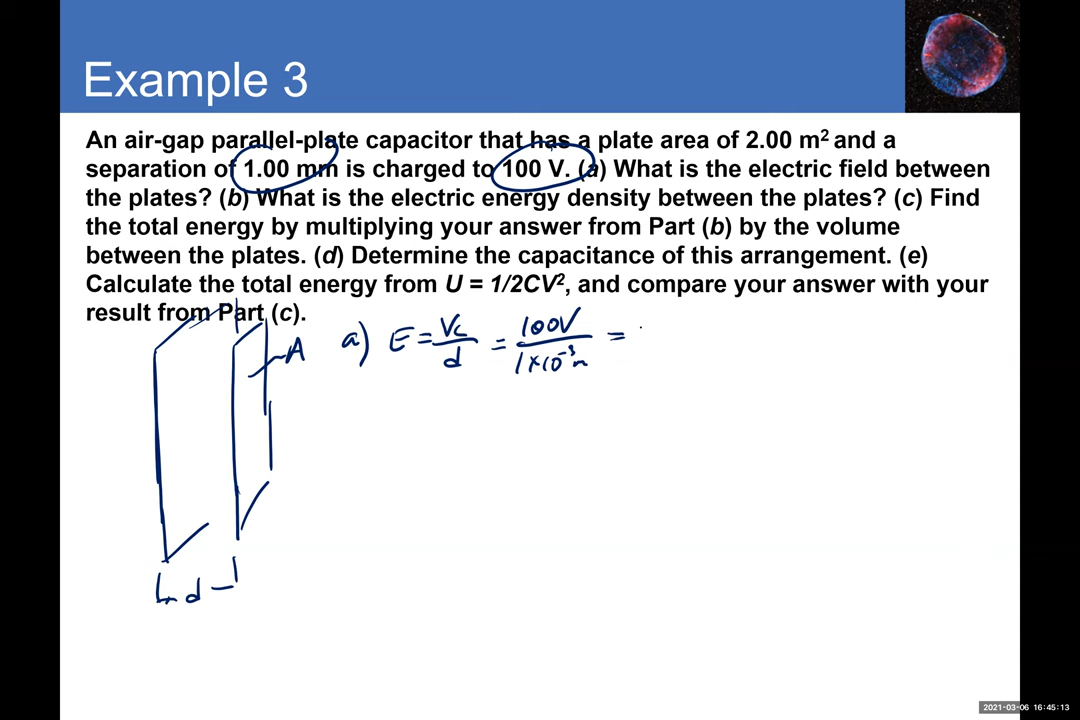 Example 3
An air-gap parallel-plate capacitor that has a plate area of 2.00 m² and a
separation of 1.00 mm is charged to 100 V. (a) What is the electric field between
the plates? (b) What is the electric energy density between the plates? (c) Find
the total energy by multiplying your answer from Part (b) by the volume
between the plates. (d) Determine the capacitance of this arrangement. (e)
Calculate the total energy from U = 1/2CV², and compare your answer with your
result from Part (c).
A
a) E = Vc/d = 100V/1×10⁻³m =
d
2021-03-06 16:45:13